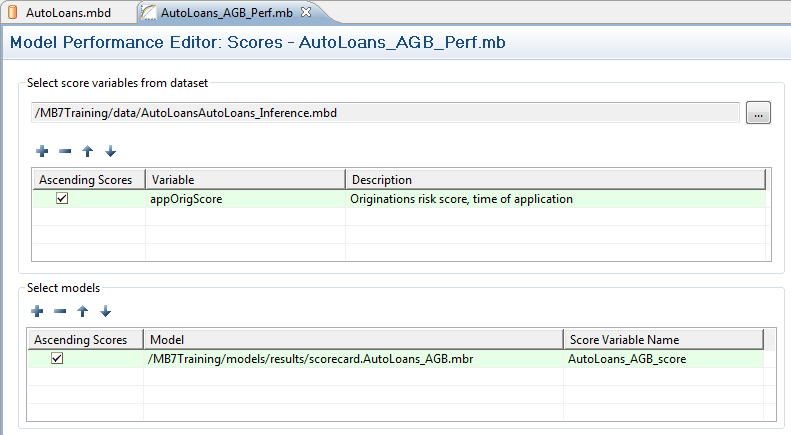 AutoLoans.mbd AutoLoans_AGB_Perf.mb
Model Performance Editor: Scores - AutoLoans_AGB_Perf.mb
Select score variables from dataset
/MB7Training/data/AutoLoansAutoLoans_Inference.mbd ...
Ascending Scores Variable Description
appOrigScore Originations risk score, time of application
Select models
Ascending Scores Model Score Variable Name
/MB7Training/models/results/scorecard.AutoLoans_AGB.mbr AutoLoans_AGB_score